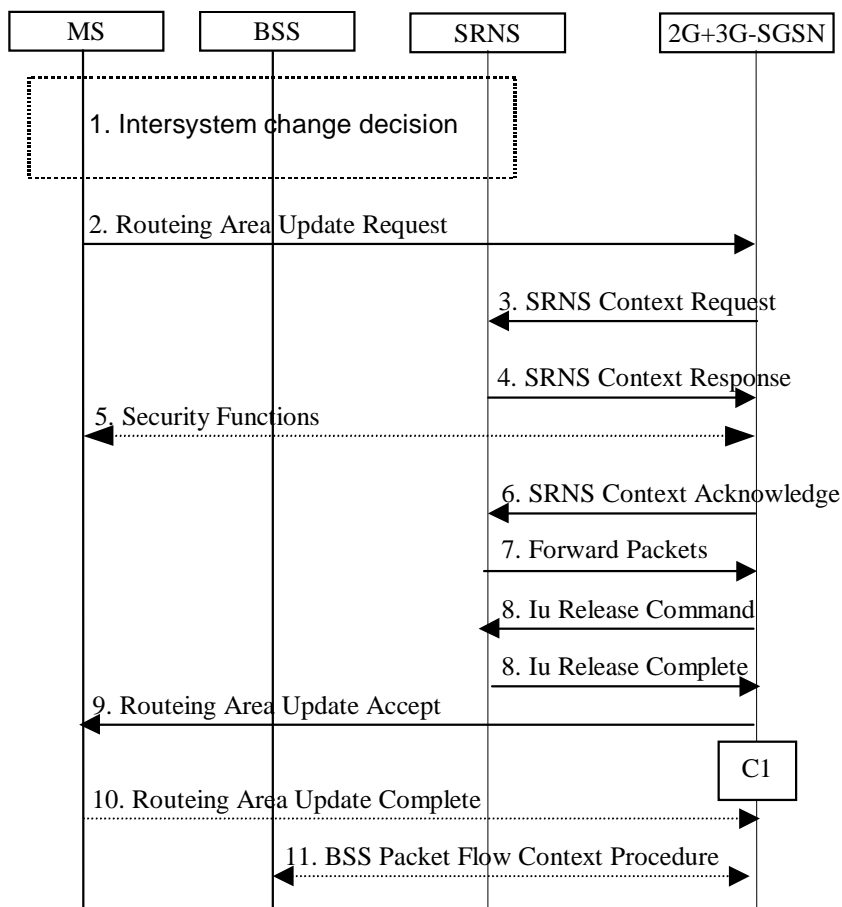 MS
BSS
SRNS
2G+3G-SGSN
1. Intersystem change decision
2. Routeing Area Update Request
3. SRNS Context Request
4. SRNS Context Response
5. Security Functions
6. SRNS Context Acknowledge
7. Forward Packets
8. Iu Release Command
8. Iu Release Complete
9. Routeing Area Update Accept
C1
10. Routeing Area Update Complete
11. BSS Packet Flow Context Procedure